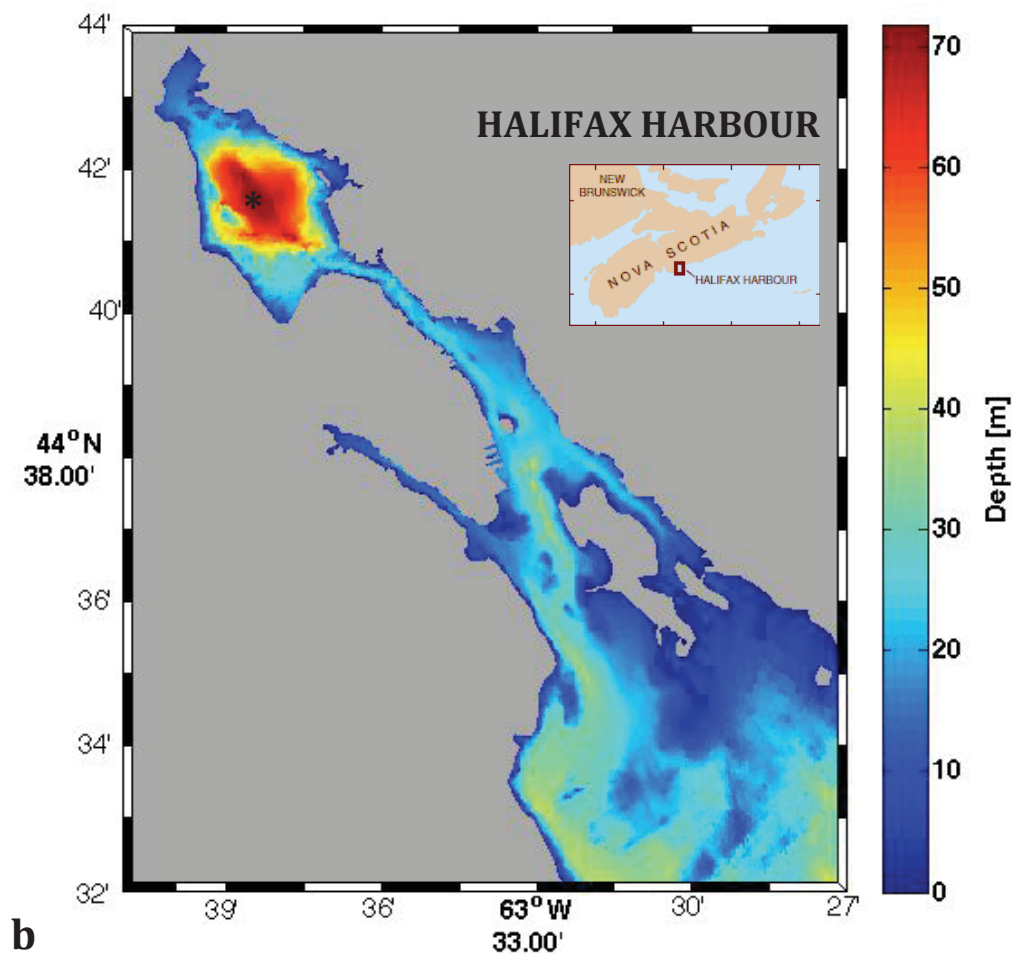 44'
42'
40'
44°N
38.00'
36'
34'
32'
39'
36'
63°W
33.00'
30'
27'
HALIFAX HARBOUR
NEW
BRUNSWICK
NOVA SCOTIA
HALIFAX HARBOUR
*
70
60
50
40
30
20
10
0
Depth [m]
b